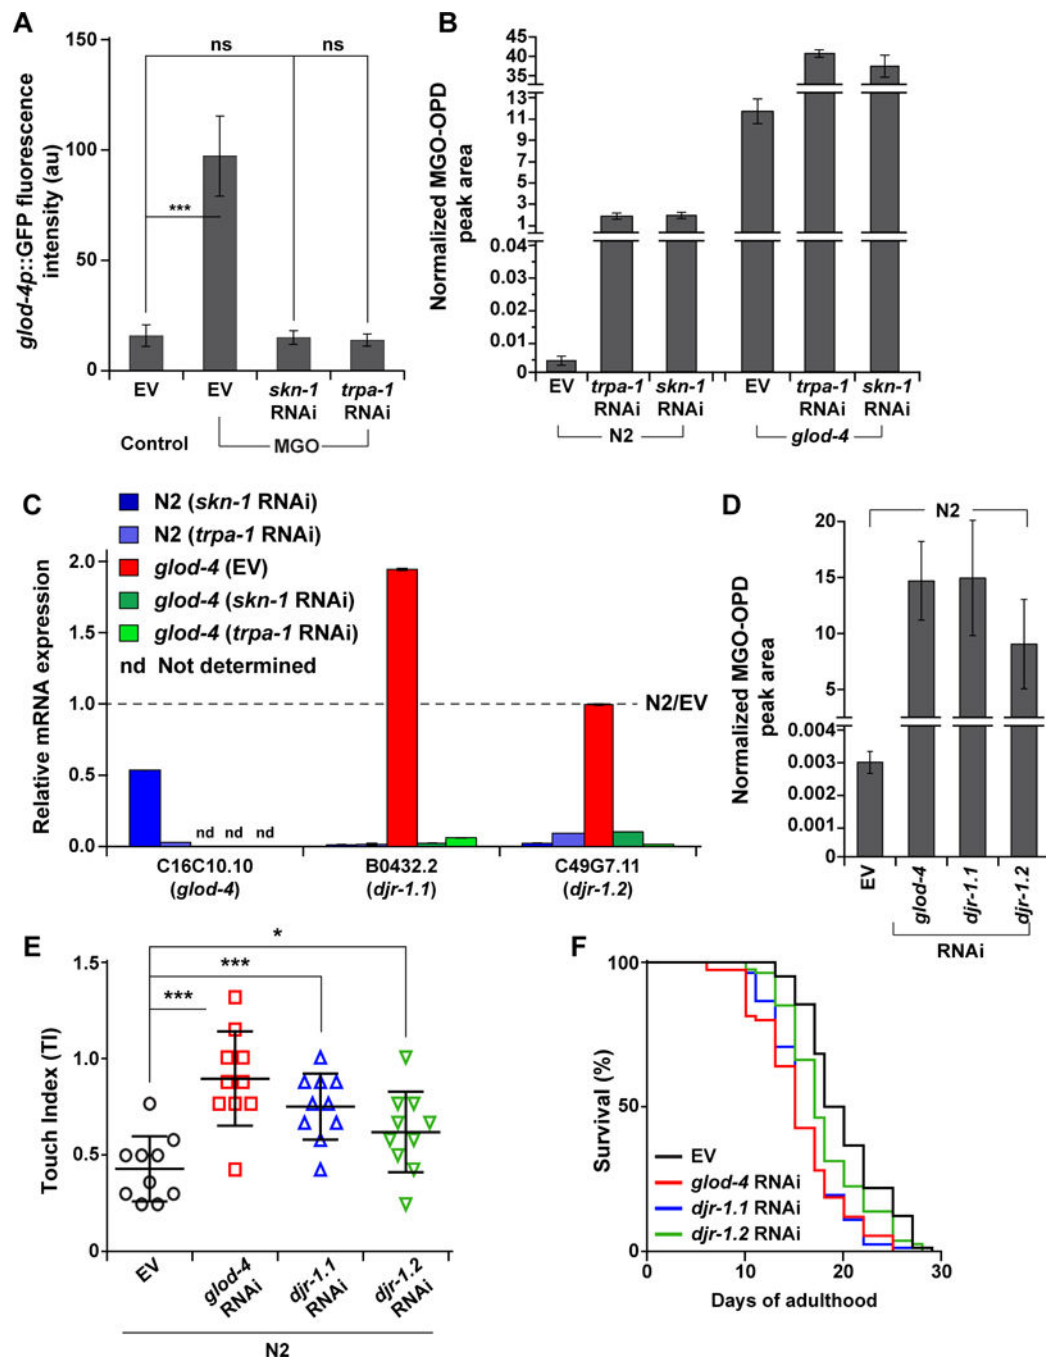 A
glod-4p::GFP fluorescence
intensity (au)
150
100
50
0
ns
ns
***
EV
EV
skn-1
RNAi
trpa-1
RNAi
Control
MGO
B
Normalized MGO-OPD
peak area
45
40
35
13
11
9
7
5
3
1
0.04
0.03
0.02
0.01
0
EV
trpa-1
RNAi
skn-1
RNAi
EV
trpa-1
RNAi
skn-1
RNAi
N2
glod-4
C
N2 (skn-1 RNAi)
N2 (trpa-1 RNAi)
glod-4 (EV)
glod-4 (skn-1 RNAi)
glod-4 (trpa-1 RNAi)
nd Not determined
Relative mRNA expression
2.0
1.5
1.0
0.5
0.0
N2/EV
nd nd nd
C16C10.10
(glod-4)
B0432.2
(djr-1.1)
C49G7.11
(djr-1.2)
D
N2
Normalized MGO-OPD
peak area
20
15
10
5
0.004
0.003
0.002
0.001
0
EV
glod-4
djr-1.1
djr-1.2
RNAi
E
Touch Index (TI)
1.5
1.0
0.5
0
*
***
***
EV
glod-4
RNAi
djr-1.1
RNAi
djr-1.2
RNAi
N2
F
Survival (%)
100
50
0
EV
glod-4 RNAi
djr-1.1 RNAi
djr-1.2 RNAi
0
10
20
30
Days of adulthood